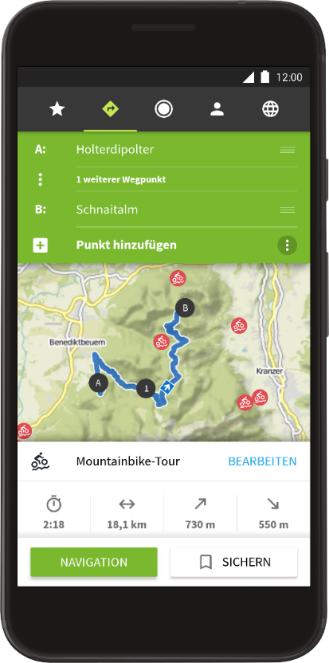 12:00
A: Holterdipolter
1 weiterer Wegpunkt
B: Schnaitalm
Punkt hinzufügen
B
Benediktbeuern
Kranzer
A
1
Mountainbike-Tour BEARBEITEN
2:18 18,1 km 730 m 550 m
NAVIGATION SICHERN